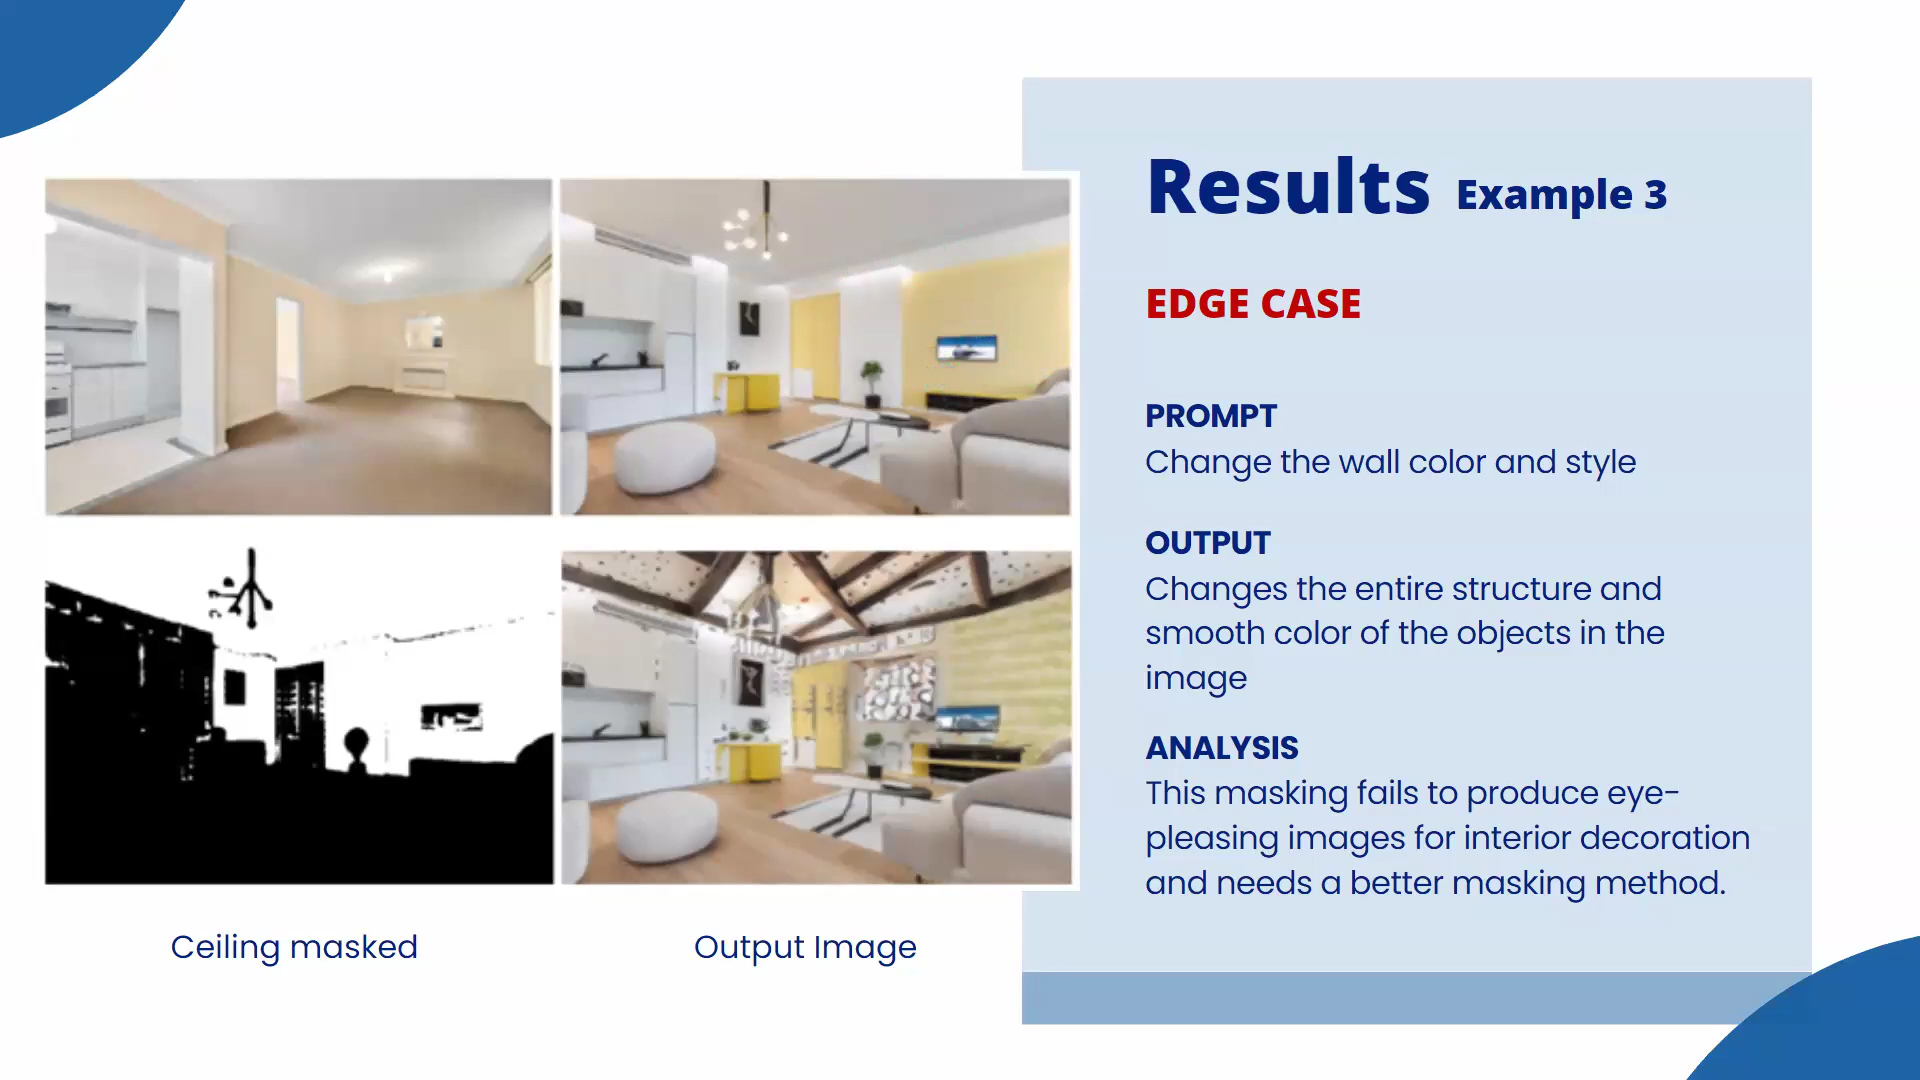 Results Example 3
EDGE CASE
PROMPT
Change the wall color and style
OUTPUT
Changes the entire structure and
smooth color of the objects in the
image
ANALYSIS
This masking fails to produce eye-
pleasing images for interior decoration
and needs a better masking method.
Ceiling masked
Output Image